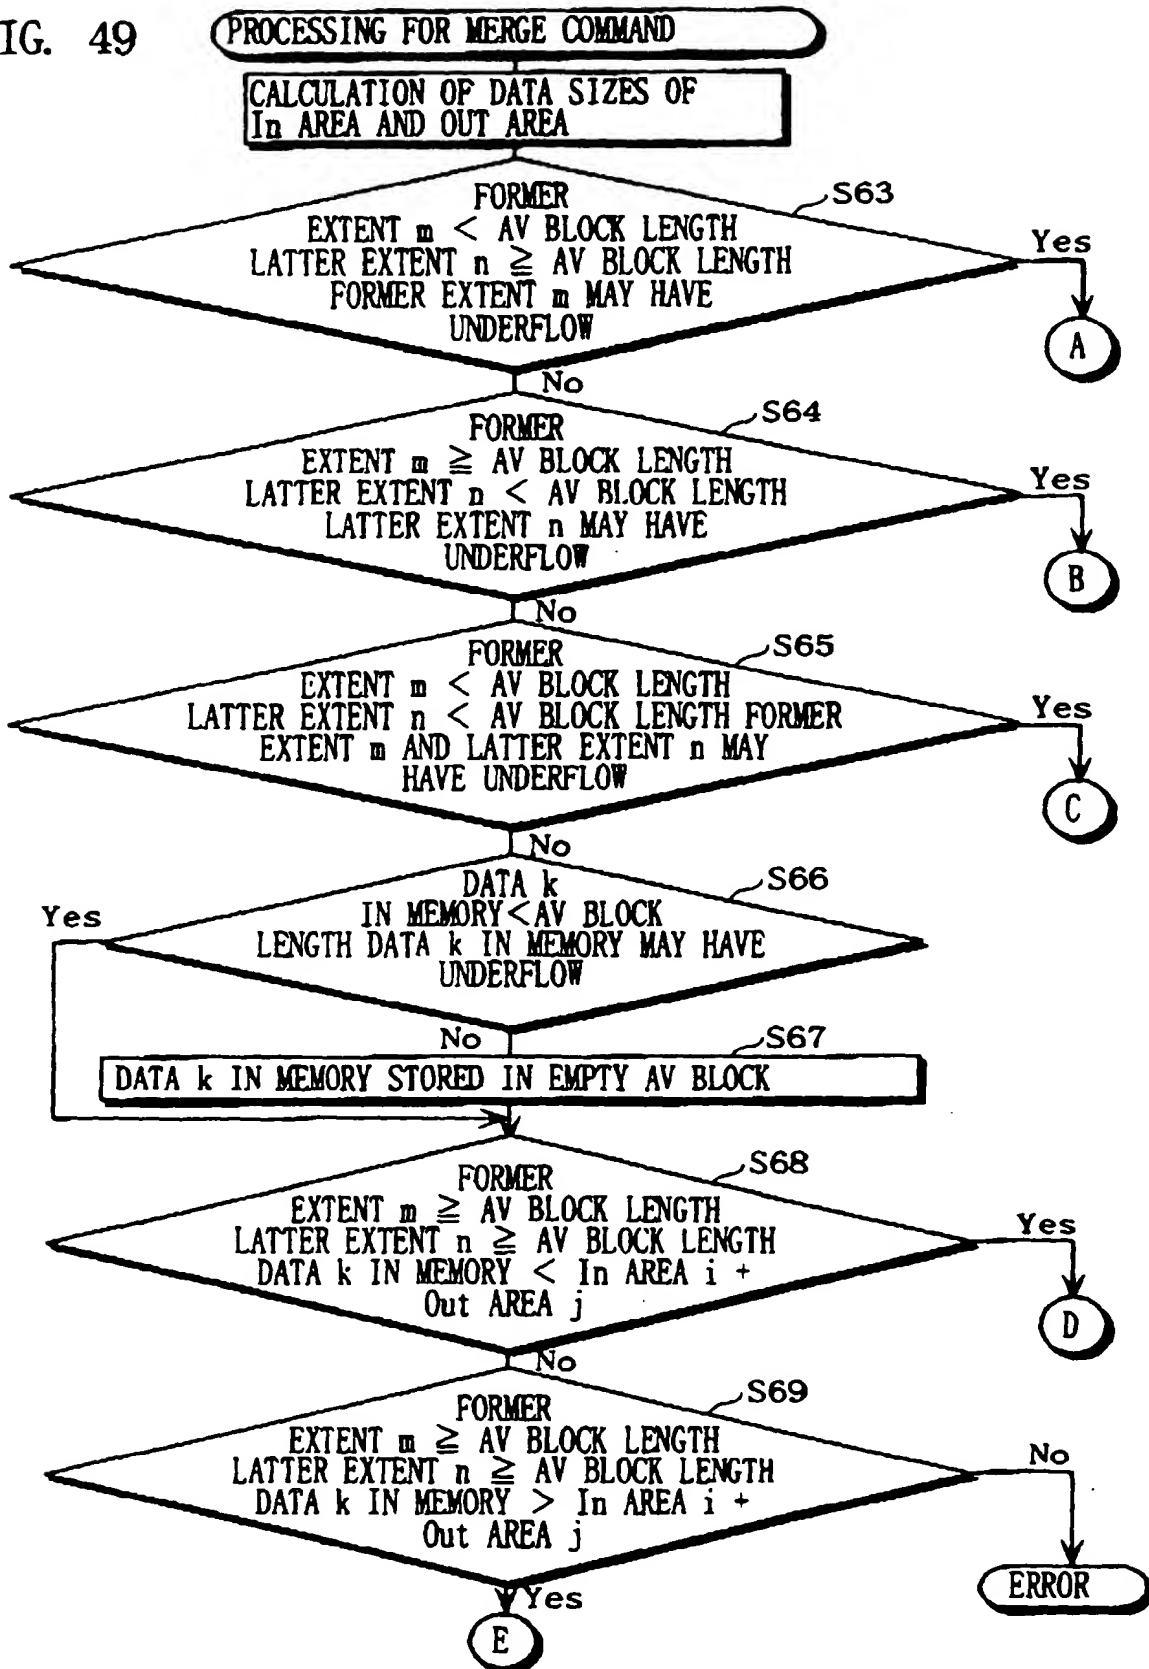 IG. 49
PROCESSING FOR MERGE COMMAND
CALCULATION OF DATA SIZES OF
In AREA AND OUT AREA
S63
FORMER
EXTENT m < AV BLOCK LENGTH
LATTER EXTENT n ≧ AV BLOCK LENGTH
FORMER EXTENT m MAY HAVE
UNDERFLOW
Yes
A
No
S64
FORMER
EXTENT m ≧ AV BLOCK LENGTH
LATTER EXTENT n < AV BLOCK LENGTH
LATTER EXTENT n MAY HAVE
UNDERFLOW
Yes
B
No
S65
FORMER
EXTENT m < AV BLOCK LENGTH
LATTER EXTENT n < AV BLOCK LENGTH FORMER
EXTENT m AND LATTER EXTENT n MAY
HAVE UNDERFLOW
Yes
C
No
S66
DATA k
IN MEMORY<AV BLOCK
LENGTH DATA k IN MEMORY MAY HAVE
UNDERFLOW
Yes
No
S67
DATA k IN MEMORY STORED IN EMPTY AV BLOCK
S68
FORMER
EXTENT m ≧ AV BLOCK LENGTH
LATTER EXTENT n ≧ AV BLOCK LENGTH
DATA k IN MEMORY < In AREA i +
Out AREA j
Yes
D
No
S69
FORMER
EXTENT m ≧ AV BLOCK LENGTH
LATTER EXTENT n ≧ AV BLOCK LENGTH
DATA k IN MEMORY > In AREA i +
Out AREA j
No
ERROR
Yes
E